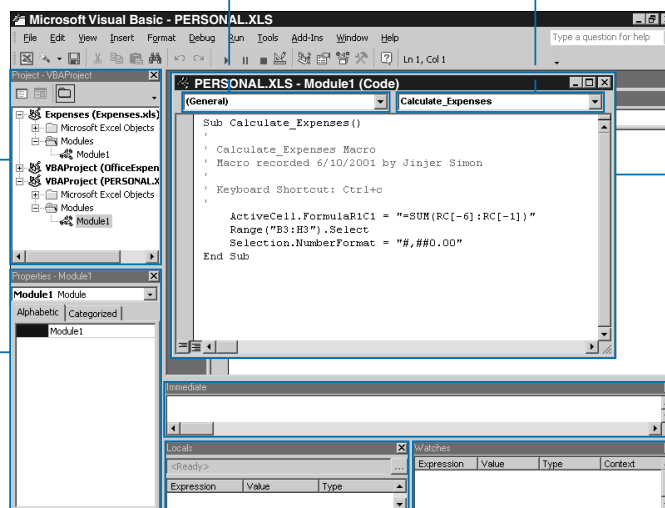 Microsoft Visual Basic - PERSONAL.XLS
File Edit View Insert Format Debug Run Tools Add-Ins Window Help
Type a question for help
Ln 1, Col 1
Project - VBAProject
Expenses (Expenses.xls)
Microsoft Excel Objects
Modules
Module1
VBAProject (OfficeExpen
VBAProject (PERSONAL.X
Microsoft Excel Objects
Modules
Module1
Properties - Module1
Module1 Module
Alphabetic Categorized
Module1
PERSONAL.XLS - Module1 (Code)
(General) Calculate_Expenses
Sub Calculate_Expenses()
'
' Calculate_Expenses Macro
' Macro recorded 6/10/2001 by Jinjer Simon
'
' Keyboard Shortcut: Ctrl+c
'
ActiveCell.FormulaR1C1 = "=SUM(RC[-6]:RC[-1])"
Range("B3:H3").Select
Selection.NumberFormat = "#,##0.00"
End Sub
Immediate
Locals
<Ready>
...
Expression Value Type
Watches
Expression Value Type Context